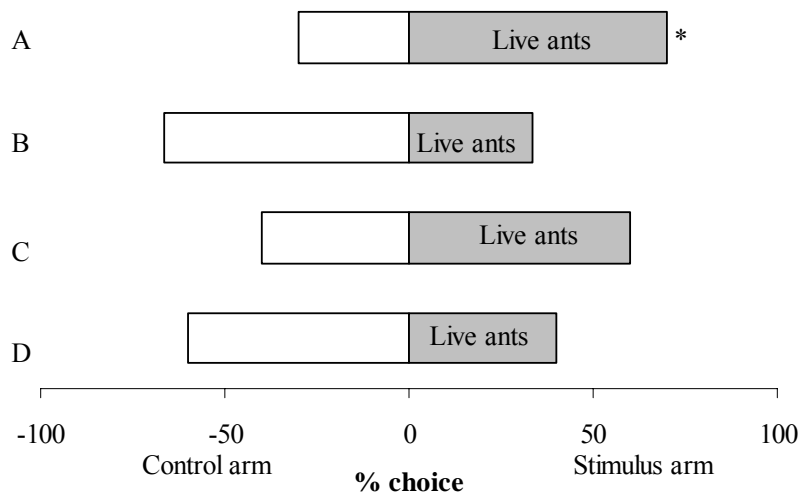 A Live ants *
B Live ants
C Live ants
D Live ants
-100 -50 0 50 100
Control arm Stimulus arm
% choice